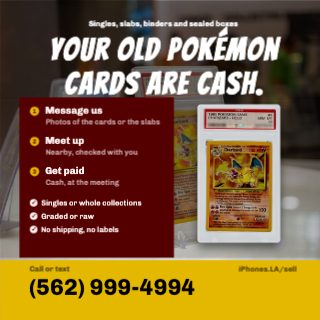 Singles, slabs, binders and sealed boxes
YOUR OLD POKÉMON
CARDS ARE CASH.
1 Message us
Photos of the cards or the slabs
2 Meet up
Nearby, checked with you
3 Get paid
Cash, at the meeting
Singles or whole collections
Graded or raw
No shipping, no labels
Charizard
Call or text
iPhones.LA/sell
(562) 999-4994